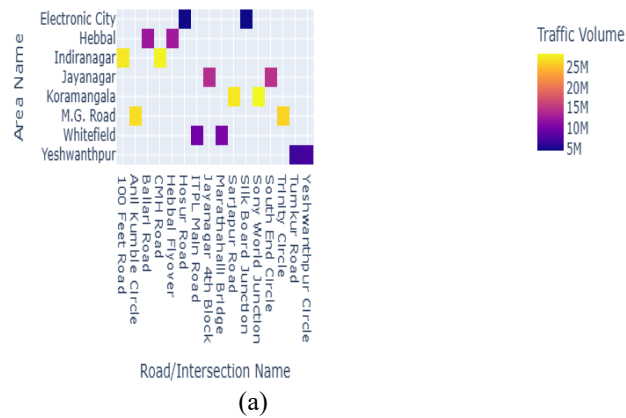 Electronic City
Hebbal
Indiranagar
Jayanagar
Koramangala
M.G. Road
Whitefield
Yeshwanthpur
Area Name
100 Feet Road
Anil Kumble Circle
Ballari Road
CMH Road
Hebbal Flyover
Hosur Road
ITPL Main Road
Jayanagar 4th Block
Marathahalli Bridge
Sarjapur Road
Silk Board Junction
Sony World Junction
South End Circle
Trinity Circle
Tumkur Road
Yeshwanthpur Circle
Road/Intersection Name
Traffic Volume
25M
20M
15M
10M
5M
(a)